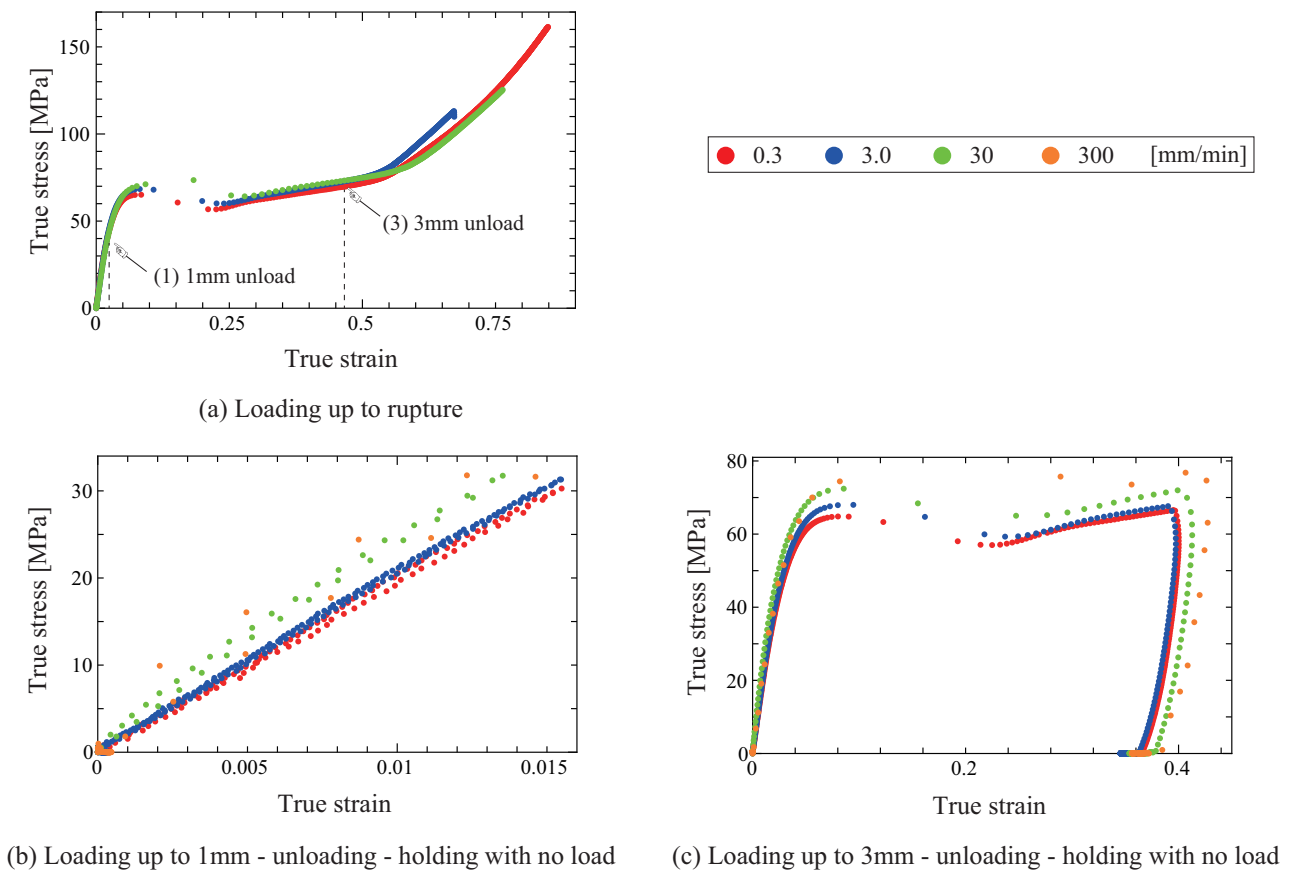 True stress [MPa]
150
100
50
0
(3) 3mm unload
(1) 1mm unload
0 0.25 0.5 0.75
True strain
(a) Loading up to rupture
0.3 3.0 30 300 [mm/min]
True stress [MPa]
30
20
10
0
0 0.005 0.01 0.015
True strain
(b) Loading up to 1mm - unloading - holding with no load
True stress [MPa]
80
60
40
20
0
0 0.2 0.4
True strain
(c) Loading up to 3mm - unloading - holding with no load